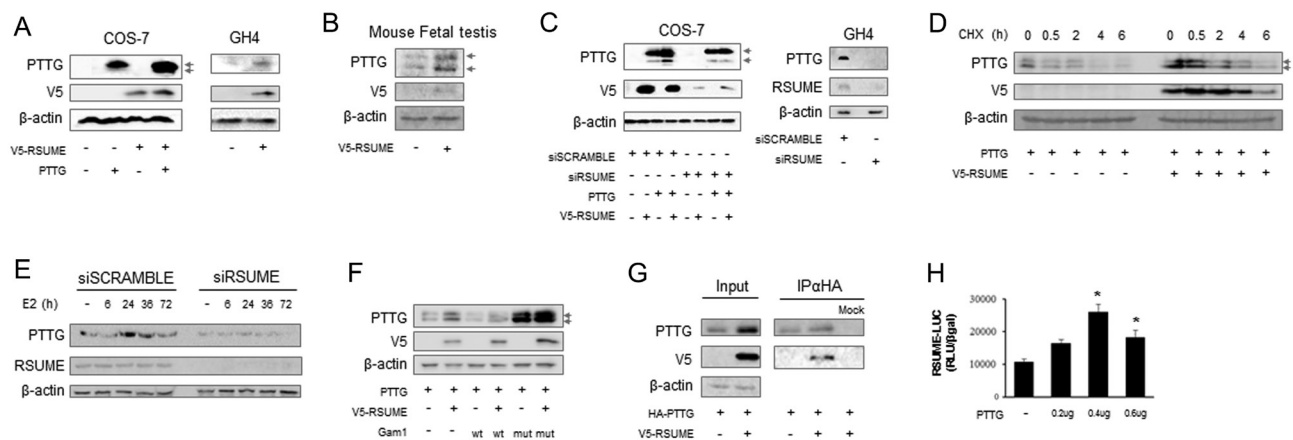 A
COS-7
GH4
PTTG
V5
β-actin
V5-RSUME - - + + - +
PTTG - + - +
B
Mouse Fetal testis
PTTG
V5
β-actin
V5-RSUME - +
C
COS-7
GH4
PTTG
V5
β-actin
siSCRAMBLE + + + + - - - -
siRSUME - - - - + + + +
PTTG - - + + - - + +
V5-RSUME - + - + - + - +
PTTG
RSUME
β-actin
siSCRAMBLE + -
siRSUME - +
D
CHX (h) 0 0.5 2 4 6 0 0.5 2 4 6
PTTG
V5
β-actin
PTTG + + + + + + + + + +
V5-RSUME - - - - - + + + + +
E
siSCRAMBLE siRSUME
E2 (h) - 6 24 36 72 - 6 24 36 72
PTTG
RSUME
β-actin
F
PTTG
V5
β-actin
PTTG + + + + + +
V5-RSUME - + - + - +
Gam1 - - wt wt mut mut
G
Input IPαHA
Mock
PTTG
V5
β-actin
HA-PTTG + + + + +
V5-RSUME - + - + +
H
RSUME-LUC
(RLU/βgal)
30000
20000
10000
0
* *
PTTG - 0.2ug 0.4ug 0.6ug